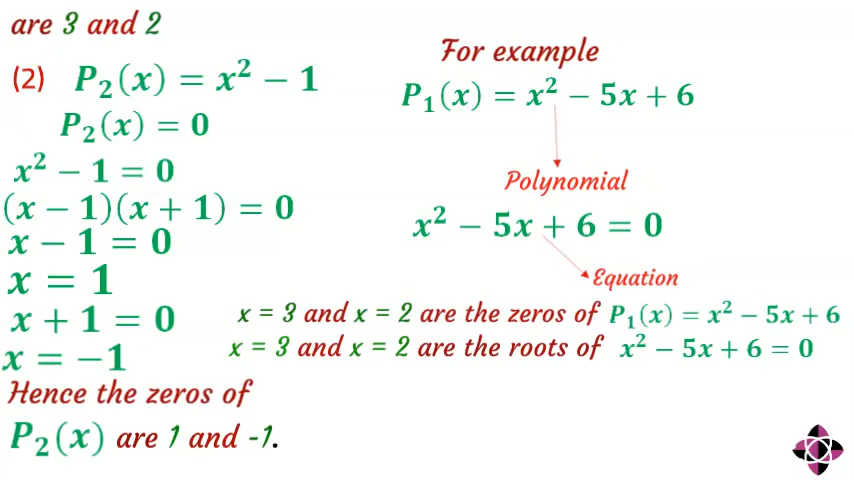 are 3 and 2
(2) P₂(x) = x² − 1
P₂(x) = 0
x² − 1 = 0
(x − 1)(x + 1) = 0
x − 1 = 0
x = 1
x + 1 = 0
x = −1
Hence the zeros of
P₂(x) are 1 and -1.
For example
P₁(x) = x² − 5x + 6
Polynomial
x² − 5x + 6 = 0
Equation
x = 3 and x = 2 are the zeros of P₁(x) = x² − 5x + 6
x = 3 and x = 2 are the roots of x² − 5x + 6 = 0